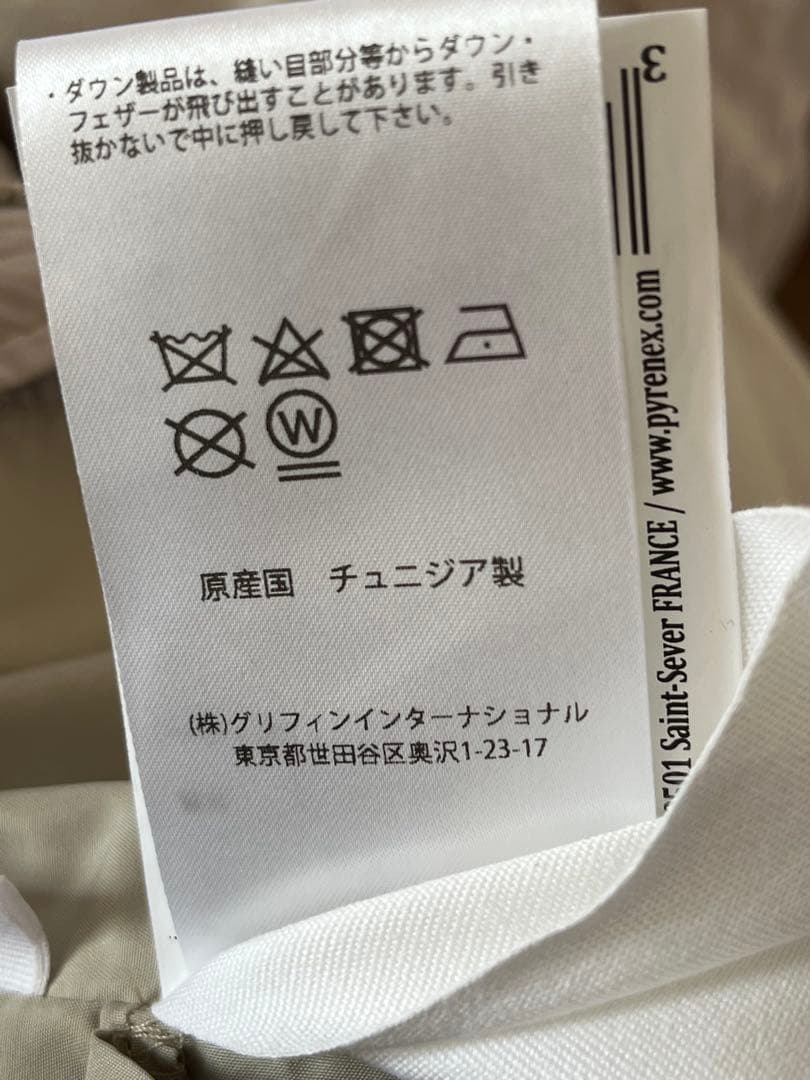 ・ダウン製品は、縫い目部分等からダウン・
フェザーが飛び出すことがあります。引き
抜かないで中に押し戻して下さい。
W
原産国　チュニジア製
(株)グリフィンインターナショナル
東京都世田谷区奥沢1-23-17
3
Saint-Sever FRANCE / www.pyrenex.com